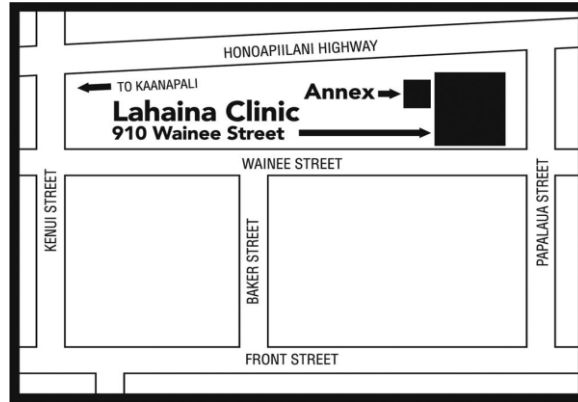 HONOAPIILANI HIGHWAY
TO KAANAPALI
Annex
Lahaina Clinic
910 Wainee Street
WAINEE STREET
KENUI STREET
BAKER STREET
PAPALAUA STREET
FRONT STREET